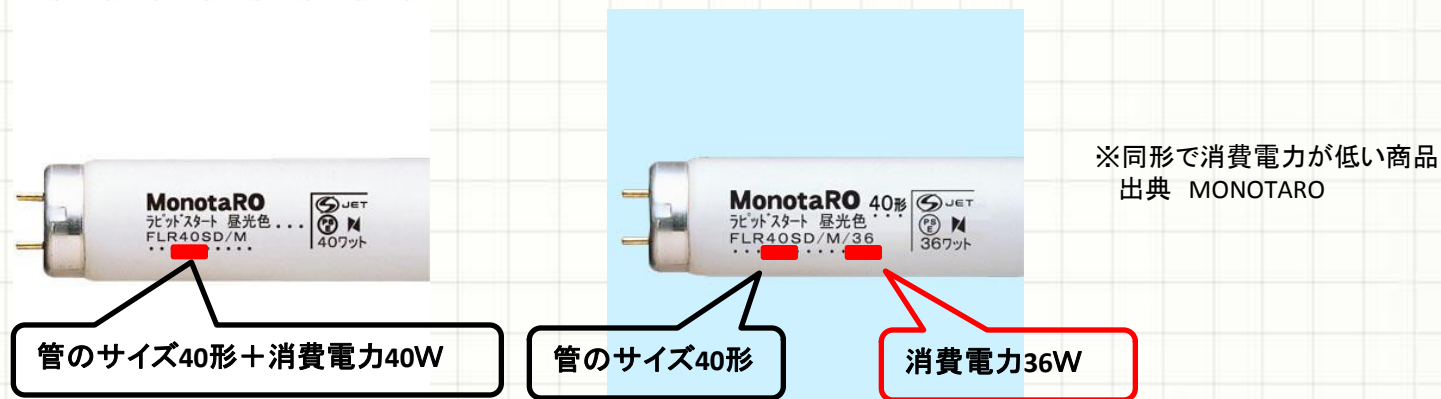 MonotaRO
ラピッドスタート 昼光色...
FLR40SD/M
JET
PS E
40ワット
管のサイズ40形+消費電力40W
MonotaRO 40形
ラピッドスタート 昼光色
FLR40SD/M/36
JET
PS E
36ワット
管のサイズ40形
消費電力36W
※同形で消費電力が低い商品
出典 MONOTARO